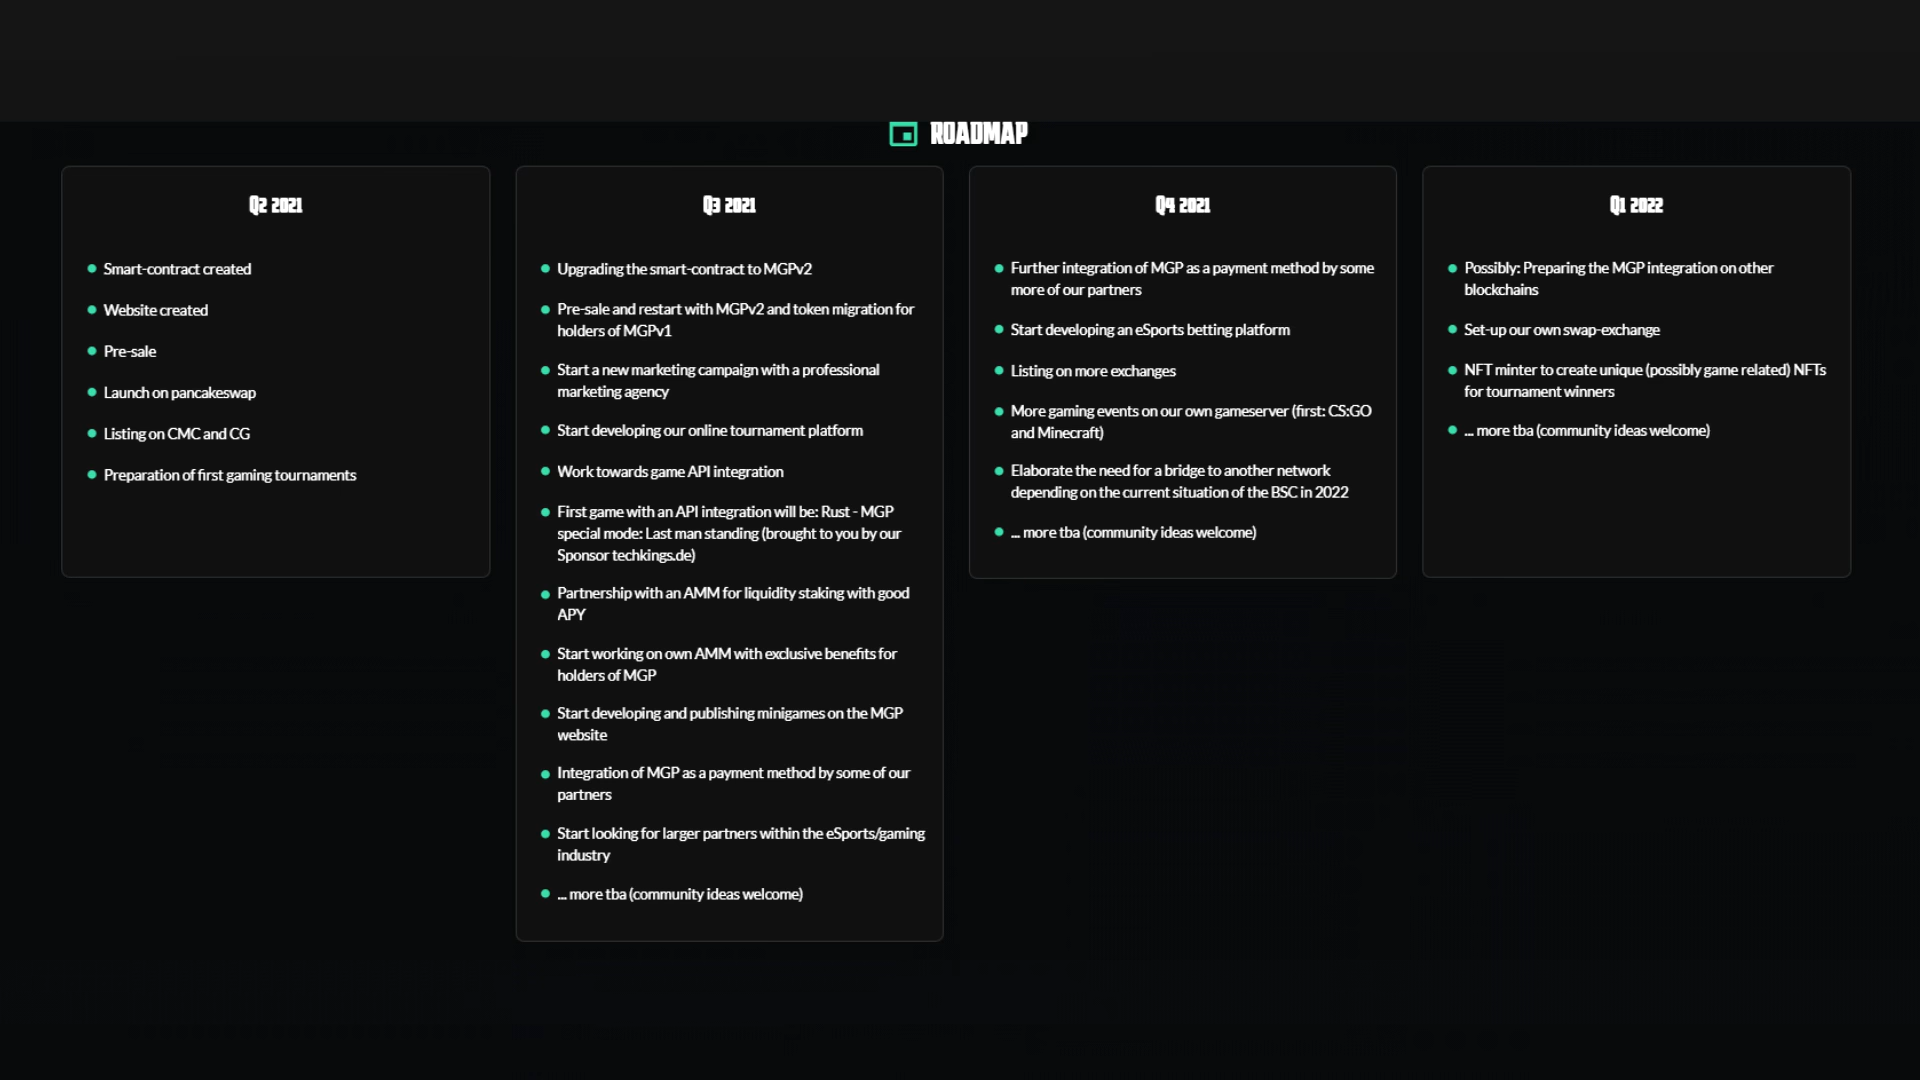 ROADMAP
Q2 2021
Smart-contract created
Website created
Pre-sale
Launch on pancakeswap
Listing on CMC and CG
Preparation of first gaming tournaments
Q3 2021
Upgrading the smart-contract to MGPv2
Pre-sale and restart with MGPv2 and token migration for
holders of MGPv1
Start a new marketing campaign with a professional
marketing agency
Start developing our online tournament platform
Work towards game API integration
First game with an API integration will be: Rust - MGP
special mode: Last man standing (brought to you by our
Sponsor techkings.de)
Partnership with an AMM for liquidity staking with good
APY
Start working on own AMM with exclusive benefits for
holders of MGP
Start developing and publishing minigames on the MGP
website
Integration of MGP as a payment method by some of our
partners
Start looking for larger partners within the eSports/gaming
industry
... more tba (community ideas welcome)
Q4 2021
Further integration of MGP as a payment method by some
more of our partners
Start developing an eSports betting platform
Listing on more exchanges
More gaming events on our own gameserver (first: CS:GO
and Minecraft)
Elaborate the need for a bridge to another network
depending on the current situation of the BSC in 2022
... more tba (community ideas welcome)
Q1 2022
Possibly: Preparing the MGP integration on other
blockchains
Set-up our own swap-exchange
NFT minter to create unique (possibly game related) NFTs
for tournament winners
... more tba (community ideas welcome)